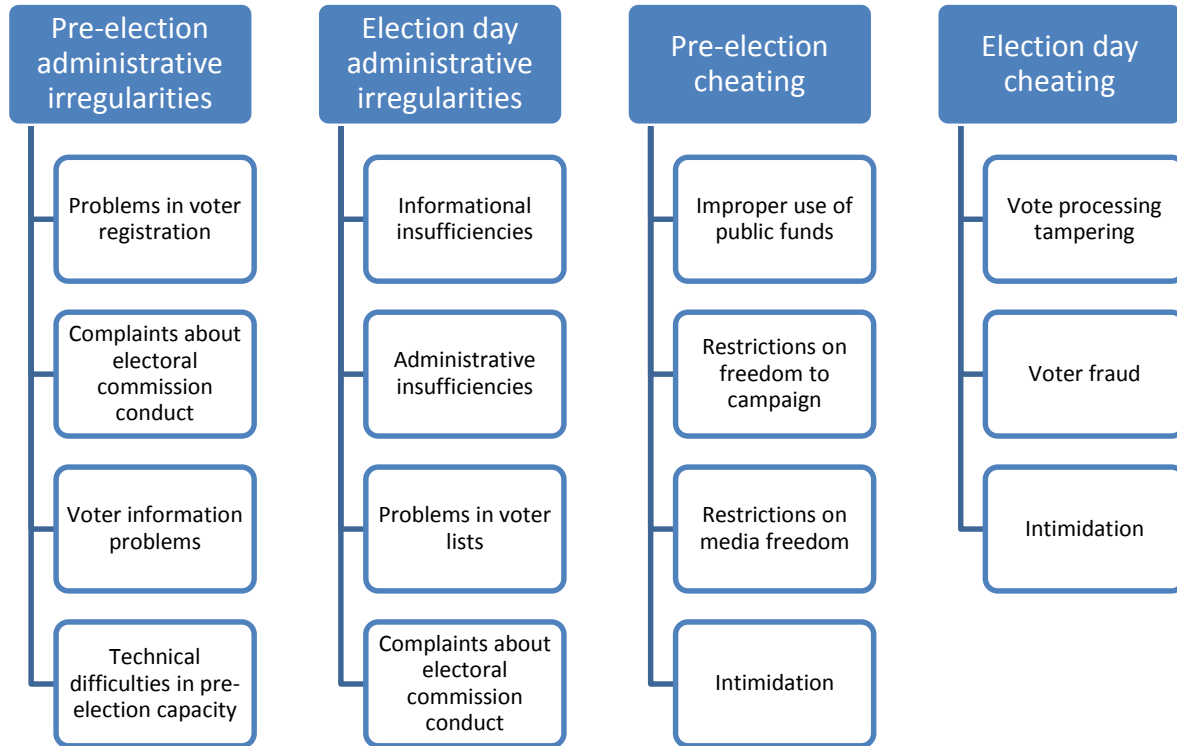 Pre-election
administrative
irregularities
Problems in voter
registration
Complaints about
electoral
commission
conduct
Voter information
problems
Technical
difficulties in pre-
election capacity
Election day
administrative
irregularities
Informational
insufficiencies
Administrative
insufficiencies
Problems in voter
lists
Complaints about
electoral
commission
conduct
Pre-election
cheating
Improper use of
public funds
Restrictions on
freedom to
campaign
Restrictions on
media freedom
Intimidation
Election day
cheating
Vote processing
tampering
Voter fraud
Intimidation